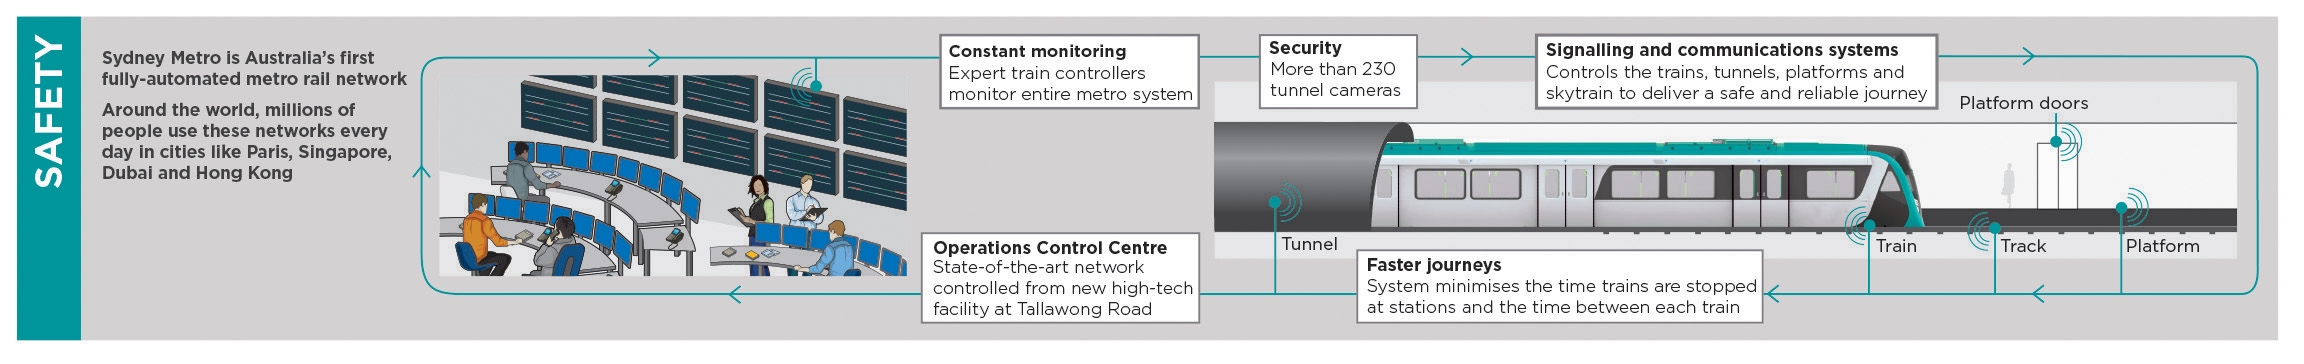 SAFETY
Sydney Metro is Australia's first
fully-automated metro rail network
Around the world, millions of
people use these networks every
day in cities like Paris, Singapore,
Dubai and Hong Kong
Constant monitoring
Expert train controllers
monitor entire metro system
Security
More than 230
tunnel cameras
Signalling and communications systems
Controls the trains, tunnels, platforms and
skytrain to deliver a safe and reliable journey
Platform doors
Tunnel
Train
Track
Platform
Operations Control Centre
State-of-the-art network
controlled from new high-tech
facility at Tallawong Road
Faster journeys
System minimises the time trains are stopped
at stations and the time between each train